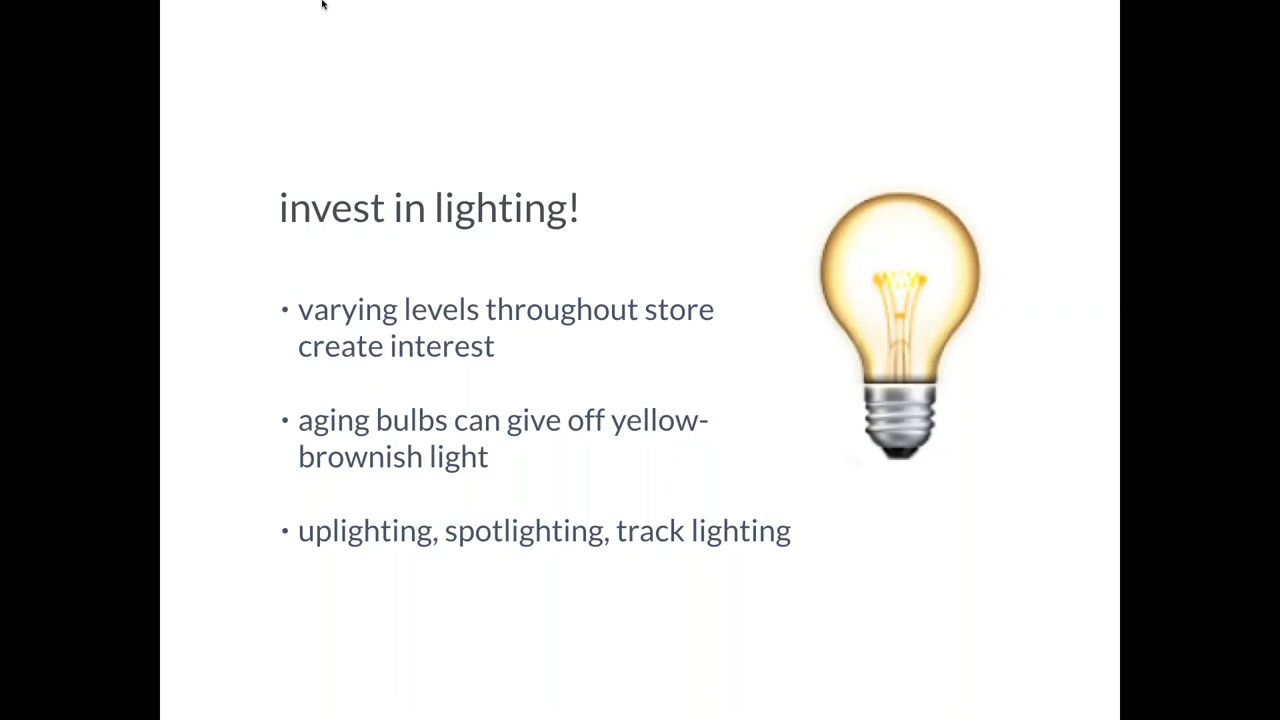 invest in lighting!
• varying levels throughout store
create interest
• aging bulbs can give off yellow-
brownish light
• uplighting, spotlighting, track lighting